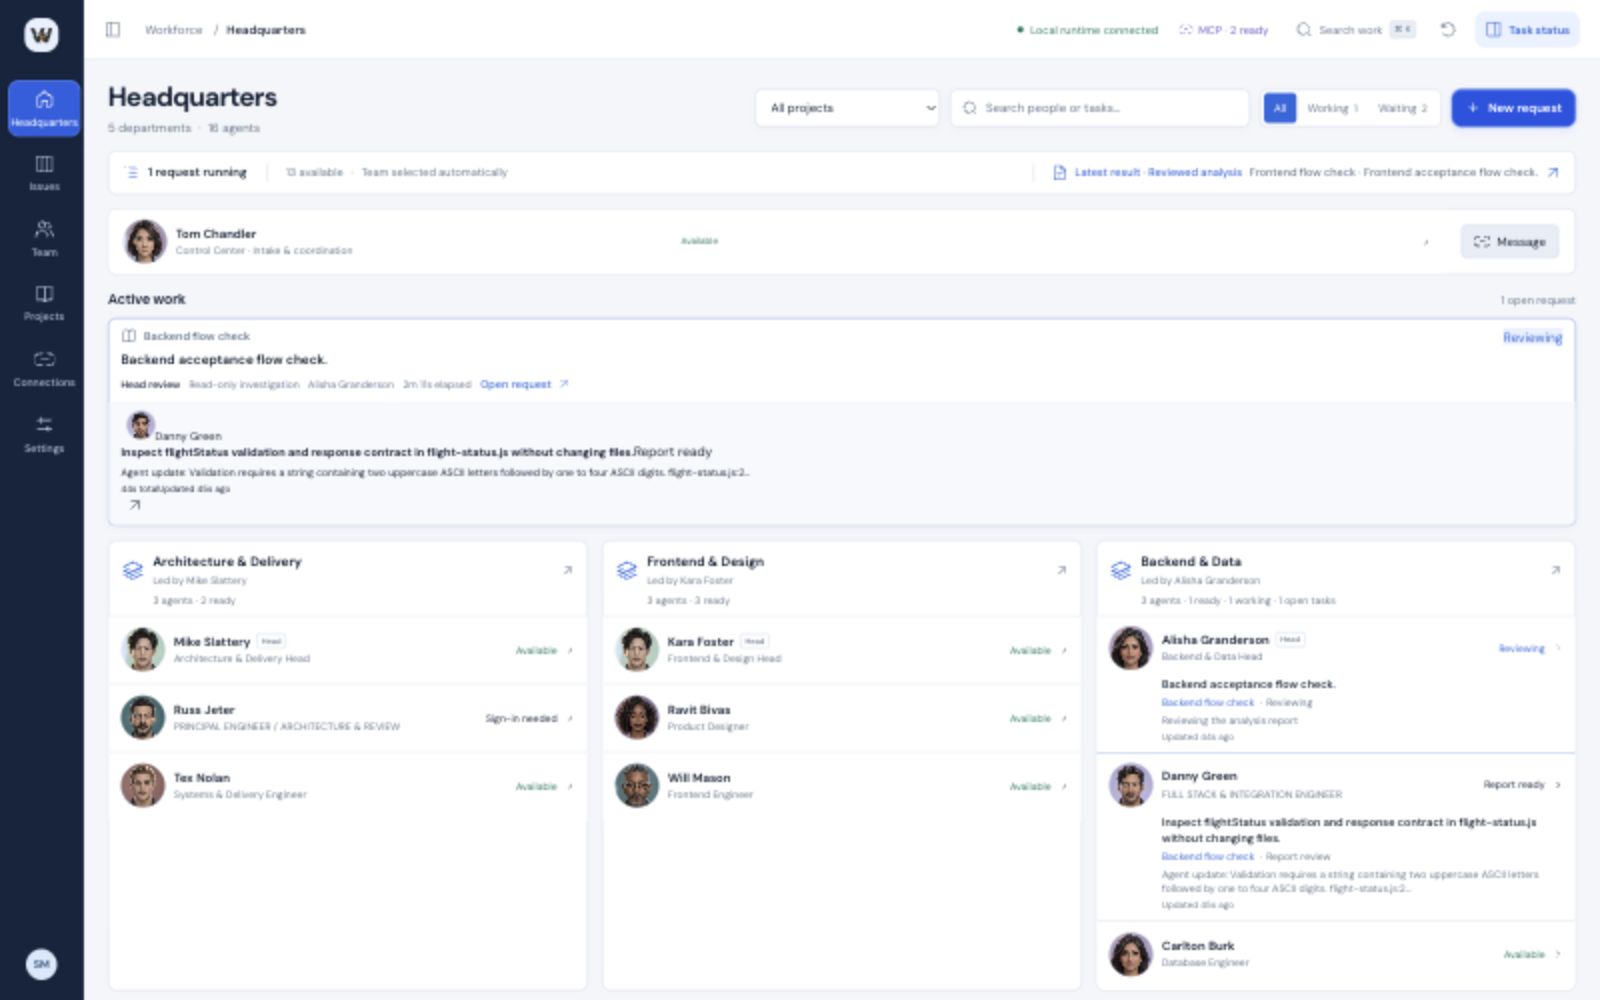 W
Workforce / Headquarters
Local runtime connected
MCP · 2 ready
Search work ⌘ K
Task status
Headquarters
Issues
Team
Projects
Connections
Settings
SM
Headquarters
5 departments · 16 agents
All projects
Search people or tasks...
All
Working 1
Waiting 2
+ New request
1 request running
13 available · Team selected automatically
Latest result · Reviewed analysis Frontend flow check · Frontend acceptance flow check.
Tom Chandler
Control Center · Intake & coordination
Available
Message
Active work
1 open request
Backend flow check
Reviewing
Backend acceptance flow check.
Head review Read-only investigation Alisha Granderson 2m 11s elapsed Open request
Danny Green
Inspect flightStatus validation and response contract in flight-status.js without changing files.Report ready
Agent update: Validation requires a string containing two uppercase ASCII letters followed by one to four ASCII digits. flight-status.js:2...
total Updated ago
Architecture & Delivery
Led by Mike Slattery
3 agents · 2 ready
Mike Slattery Head
Architecture & Delivery Head
Available
Russ Jeter
PRINCIPAL ENGINEER / ARCHITECTURE & REVIEW
Sign-in needed
Tex Nolan
Systems & Delivery Engineer
Available
Frontend & Design
Led by Kara Foster
3 agents · 3 ready
Kara Foster Head
Frontend & Design Head
Available
Ravit Bivas
Product Designer
Available
Will Mason
Frontend Engineer
Available
Backend & Data
Led by Alisha Granderson
3 agents · 1 ready · 1 working · 1 open tasks
Alisha Granderson Head
Backend & Data Head
Reviewing
Backend acceptance flow check.
Backend flow check · Reviewing
Reviewing the analysis report
Updated ago
Danny Green
FULL STACK & INTEGRATION ENGINEER
Report ready
Inspect flightStatus validation and response contract in flight-status.js
without changing files.
Backend flow check · Report review
Agent update: Validation requires a string containing two uppercase ASCII letters
followed by one to four ASCII digits. flight-status.js:2...
Updated ago
Carlton Burk
Database Engineer
Available